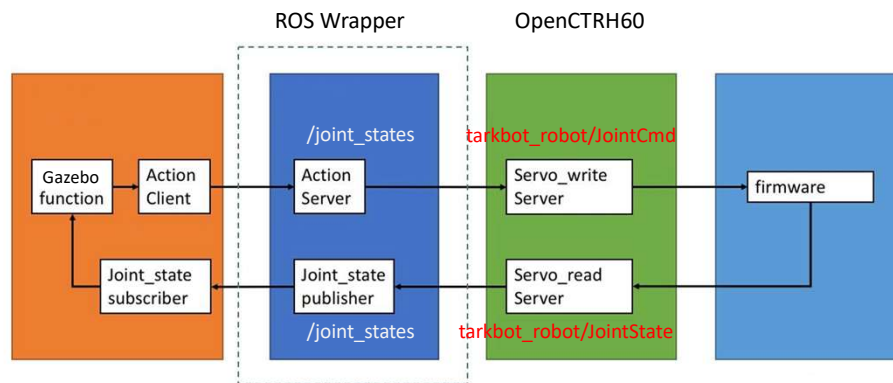 ROS Wrapper
OpenCTRH60
/joint_states
tarkbot_robot/JointCmd
Gazebo
function
Action
Client
Action
Server
Servo_write
Server
firmware
Joint_state
subscriber
Joint_state
publisher
Servo_read
Server
/joint_states
tarkbot_robot/JointState